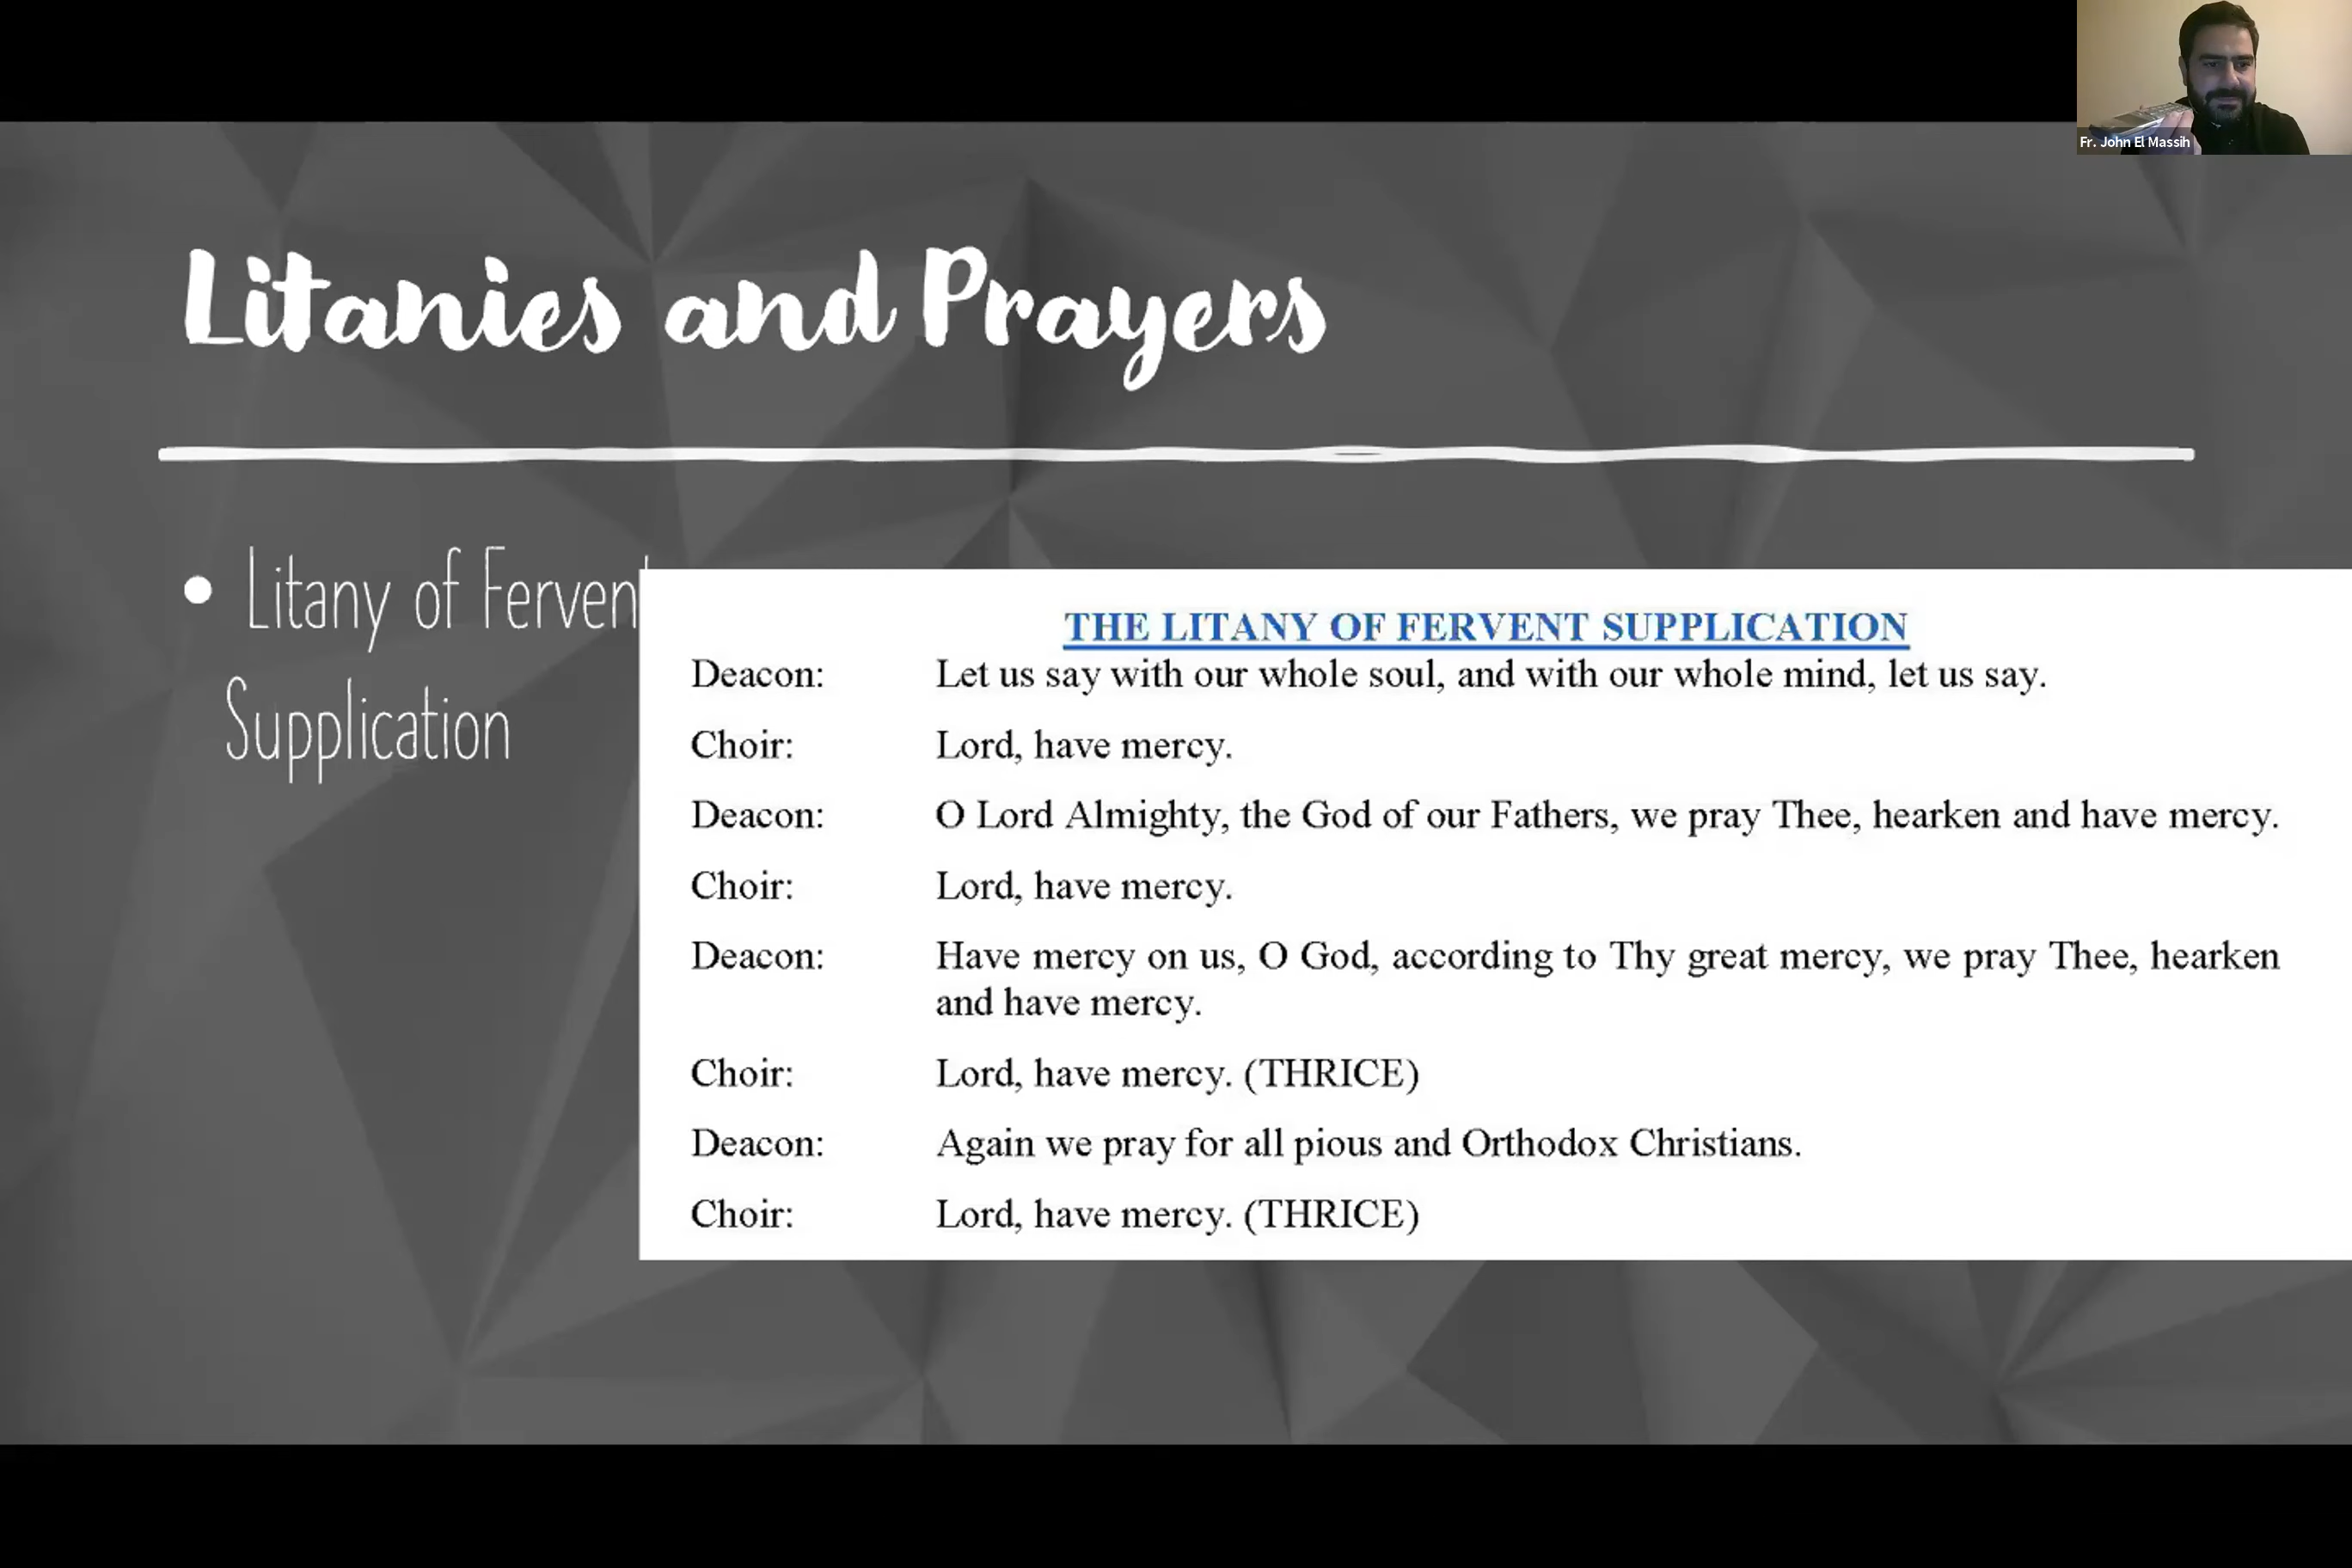 Fr. John El Massih
Litanies and Prayers
• Litany of Fervent
Supplication
THE LITANY OF FERVENT SUPPLICATION
Deacon: Let us say with our whole soul, and with our whole mind, let us say.
Choir: Lord, have mercy.
Deacon: O Lord Almighty, the God of our Fathers, we pray Thee, hearken and have mercy.
Choir: Lord, have mercy.
Deacon: Have mercy on us, O God, according to Thy great mercy, we pray Thee, hearken
and have mercy.
Choir: Lord, have mercy. (THRICE)
Deacon: Again we pray for all pious and Orthodox Christians.
Choir: Lord, have mercy. (THRICE)